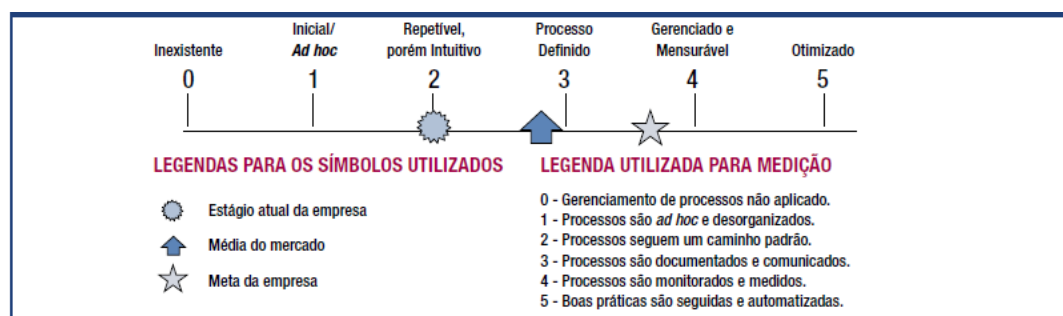 Inexistente
0
Inicial/
Ad hoc
1
Repetível,
porém Intuitivo
2
Processo
Definido
3
Gerenciado e
Mensurável
4
Otimizado
5
LEGENDAS PARA OS SÍMBOLOS UTILIZADOS
Estágio atual da empresa
Média do mercado
Meta da empresa
LEGENDA UTILIZADA PARA MEDIÇÃO
0 - Gerenciamento de processos não aplicado.
1 - Processos são ad hoc e desorganizados.
2 - Processos seguem um caminho padrão.
3 - Processos são documentados e comunicados.
4 - Processos são monitorados e medidos.
5 - Boas práticas são seguidas e automatizadas.